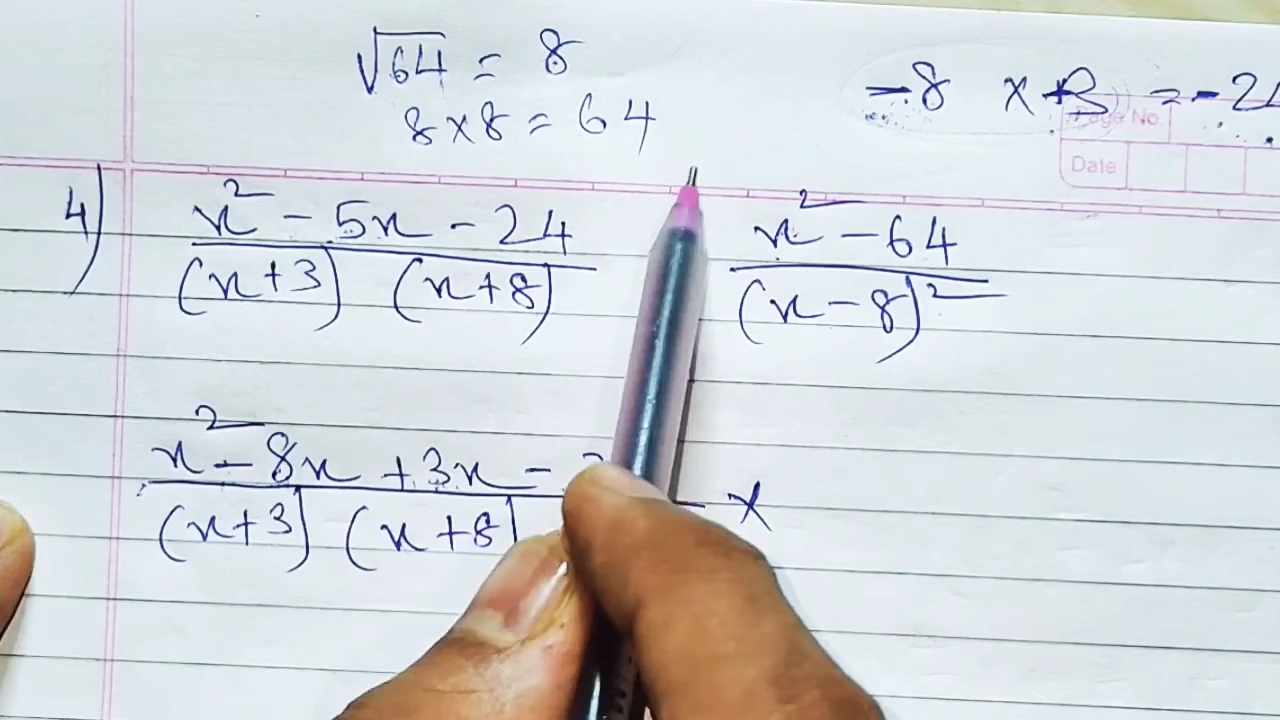 √64 = 8
8×8 = 64
-8 × +3 = -24
Page No.
Date
4) x² - 5x - 24 / (x+3) (x+8)    x² - 64 / (x-8)²
x² - 8x + 3x - / (x+3) (x+8) ×